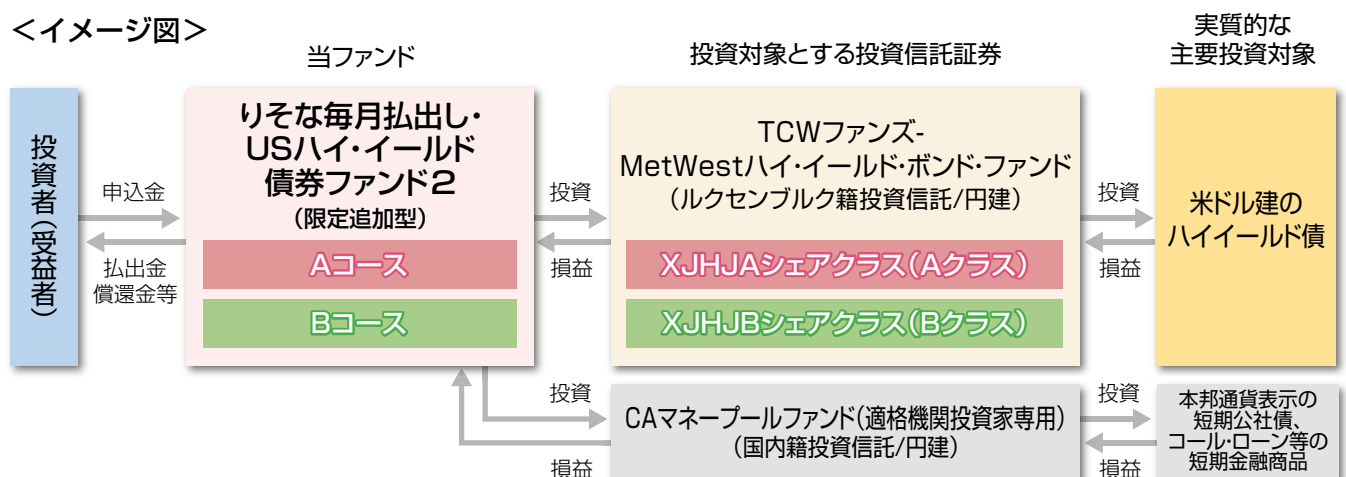 ＜イメージ図＞
当ファンド
投資対象とする投資信託証券
実質的な
主要投資対象
投資者（受益者）
申込金
払出金
償還金等
りそな毎月払出し・
USハイ・イールド
債券ファンド2
（限定追加型）
Aコース
Bコース
投資
損益
TCWファンズ-
MetWestハイ・イールド・ボンド・ファンド
（ルクセンブルク籍投資信託/円建）
XJHJAシェアクラス（Aクラス）
XJHJBシェアクラス（Bクラス）
投資
損益
米ドル建の
ハイイールド債
投資
損益
CAマネープールファンド（適格機関投資家専用）
（国内籍投資信託/円建）
投資
損益
本邦通貨表示の
短期公社債、
コール・ローン等の
短期金融商品